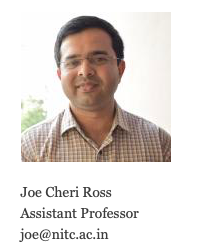 Joe Cheri Ross
Assistant Professor
joe@nitc.ac.in